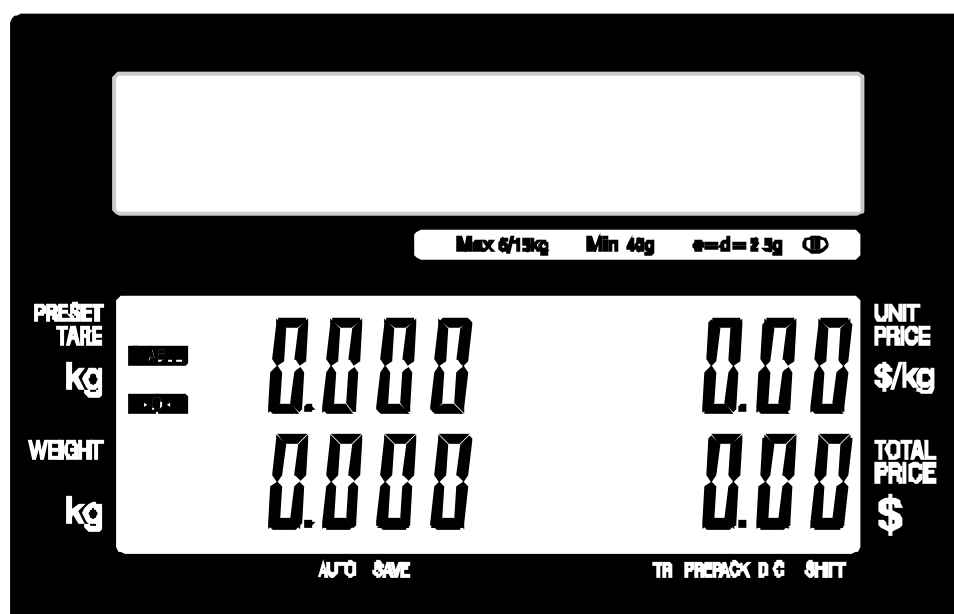 Max 6/15kg Min 40g e=d=2 5g
PRESET TARE kg 0.000 0.00 UNIT PRICE $/kg
WEIGHT kg 0.000 0.00 TOTAL PRICE $
AUTO SAVE TR PREPACK D C SHIFT